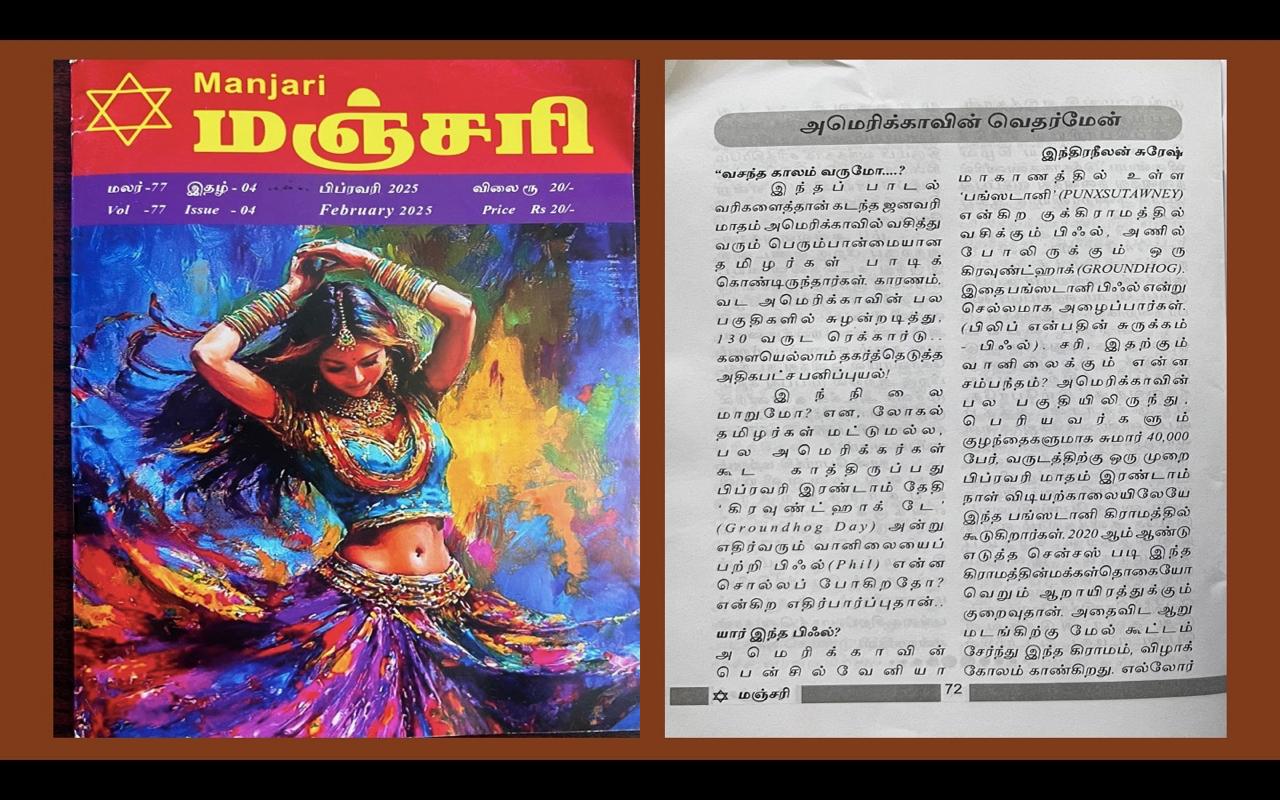 Manjari
மஞ்சரி
மலர் -77 இதழ் - 04 பிப்ரவரி 2025 விலை ரூ 20/-
Vol -77 Issue - 04 February 2025 Price Rs 20/-
அமெரிக்காவின் வெதர்மேன்
இந்திரநீலன் சுரேஷ்
“வசந்த காலம் வருமோ....?
இந்தப் பாடல்
வரிகளைத்தான் கடந்த ஜனவரி
மாதம் அமெரிக்காவில் வசித்து
வரும் பெரும்பான்மையான
தமிழர்கள் பாடிக்
கொண்டிருந்தார்கள். காரணம்,
வட அமெரிக்காவின் பல
பகுதிகளில் சுழன்றடித்து,
130 வருட ரெக்கார்டு..
களையெல்லாம் தகர்த்தெடுத்த
அதிகபட்ச பனிப்புயல்!
இந்நிலை
மாறுமோ? என, லோகல்
தமிழர்கள் மட்டுமல்ல,
பல அமெரிக்கர்கள்
கூட காத்திருப்பது
பிப்ரவரி இரண்டாம் தேதி
‘கிரவுண்ட்ஹாக் டே’
(Groundhog Day) அன்று
எதிர்வரும் வானிலையைப்
பற்றி பிஃல்(Phil) என்ன
சொல்லப் போகிறதோ?
என்கிற எதிர்பார்ப்புதான்..
யார் இந்த பிஃல்?
அமெரிக்காவின்
பென்சில்வேனியா
மாகாணத்தில் உள்ள
‘பங்ஸடானி’ (PUNXSUTAWNEY)
என்கிற குக்கிராமத்தில்
வசிக்கும் பிஃல், அணில்
போலிருக்கும் ஒரு
கிரவுண்ட்ஹாக் (GROUNDHOG).
இதை பங்ஸடானி பிஃல் என்று
செல்லமாக அழைப்பார்கள்.
(பிலிப் என்பதின் சுருக்கம்
- பிஃல்). சரி, இதற்கும்
வானிலைக்கும் என்ன
சம்பந்தம்? அமெரிக்காவின்
பல பகுதியிலிருந்து,
பெரியவர்களும்
குழந்தைகளுமாக சுமார் 40,000
பேர், வருடத்திற்கு ஒரு முறை
பிப்ரவரி மாதம் இரண்டாம்
நாள் விடியற்காலையிலேயே
இந்த பங்ஸடானி கிராமத்தில்
கூடுகிறார்கள். 2020 ஆம் ஆண்டு
எடுத்த சென்சஸ் படி இந்த
கிராமத்தின் மக்கள்தொகையோ
வெறும் ஆறாயிரத்துக்கும்
குறைவுதான். அதைவிட ஆறு
மடங்கிற்கு மேல் கூட்டம்
சேர்ந்து இந்த கிராமம், விழாக்
கோலம் காண்கிறது. எல்லோர்
மஞ்சரி 72